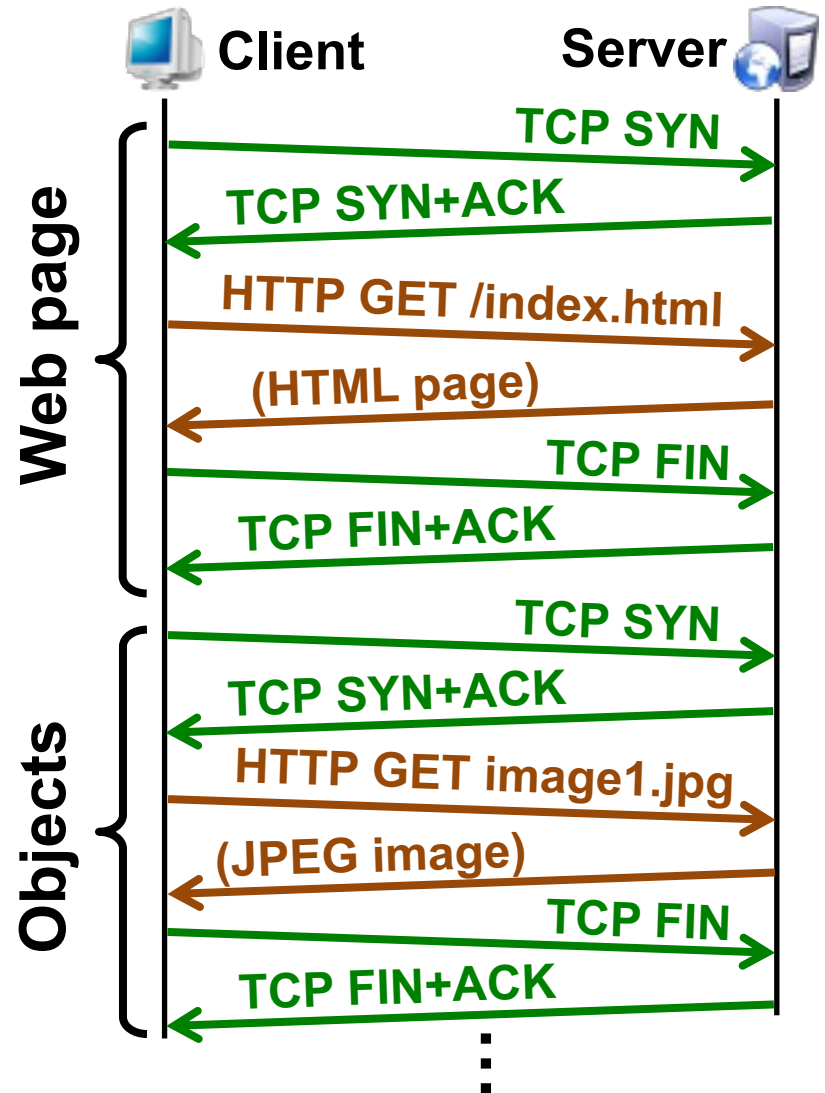 Client
Server
Web page
TCP SYN
TCP SYN+ACK
HTTP GET /index.html
(HTML page)
TCP FIN
TCP FIN+ACK
Objects
TCP SYN
TCP SYN+ACK
HTTP GET image1.jpg
(JPEG image)
TCP FIN
TCP FIN+ACK
⋮